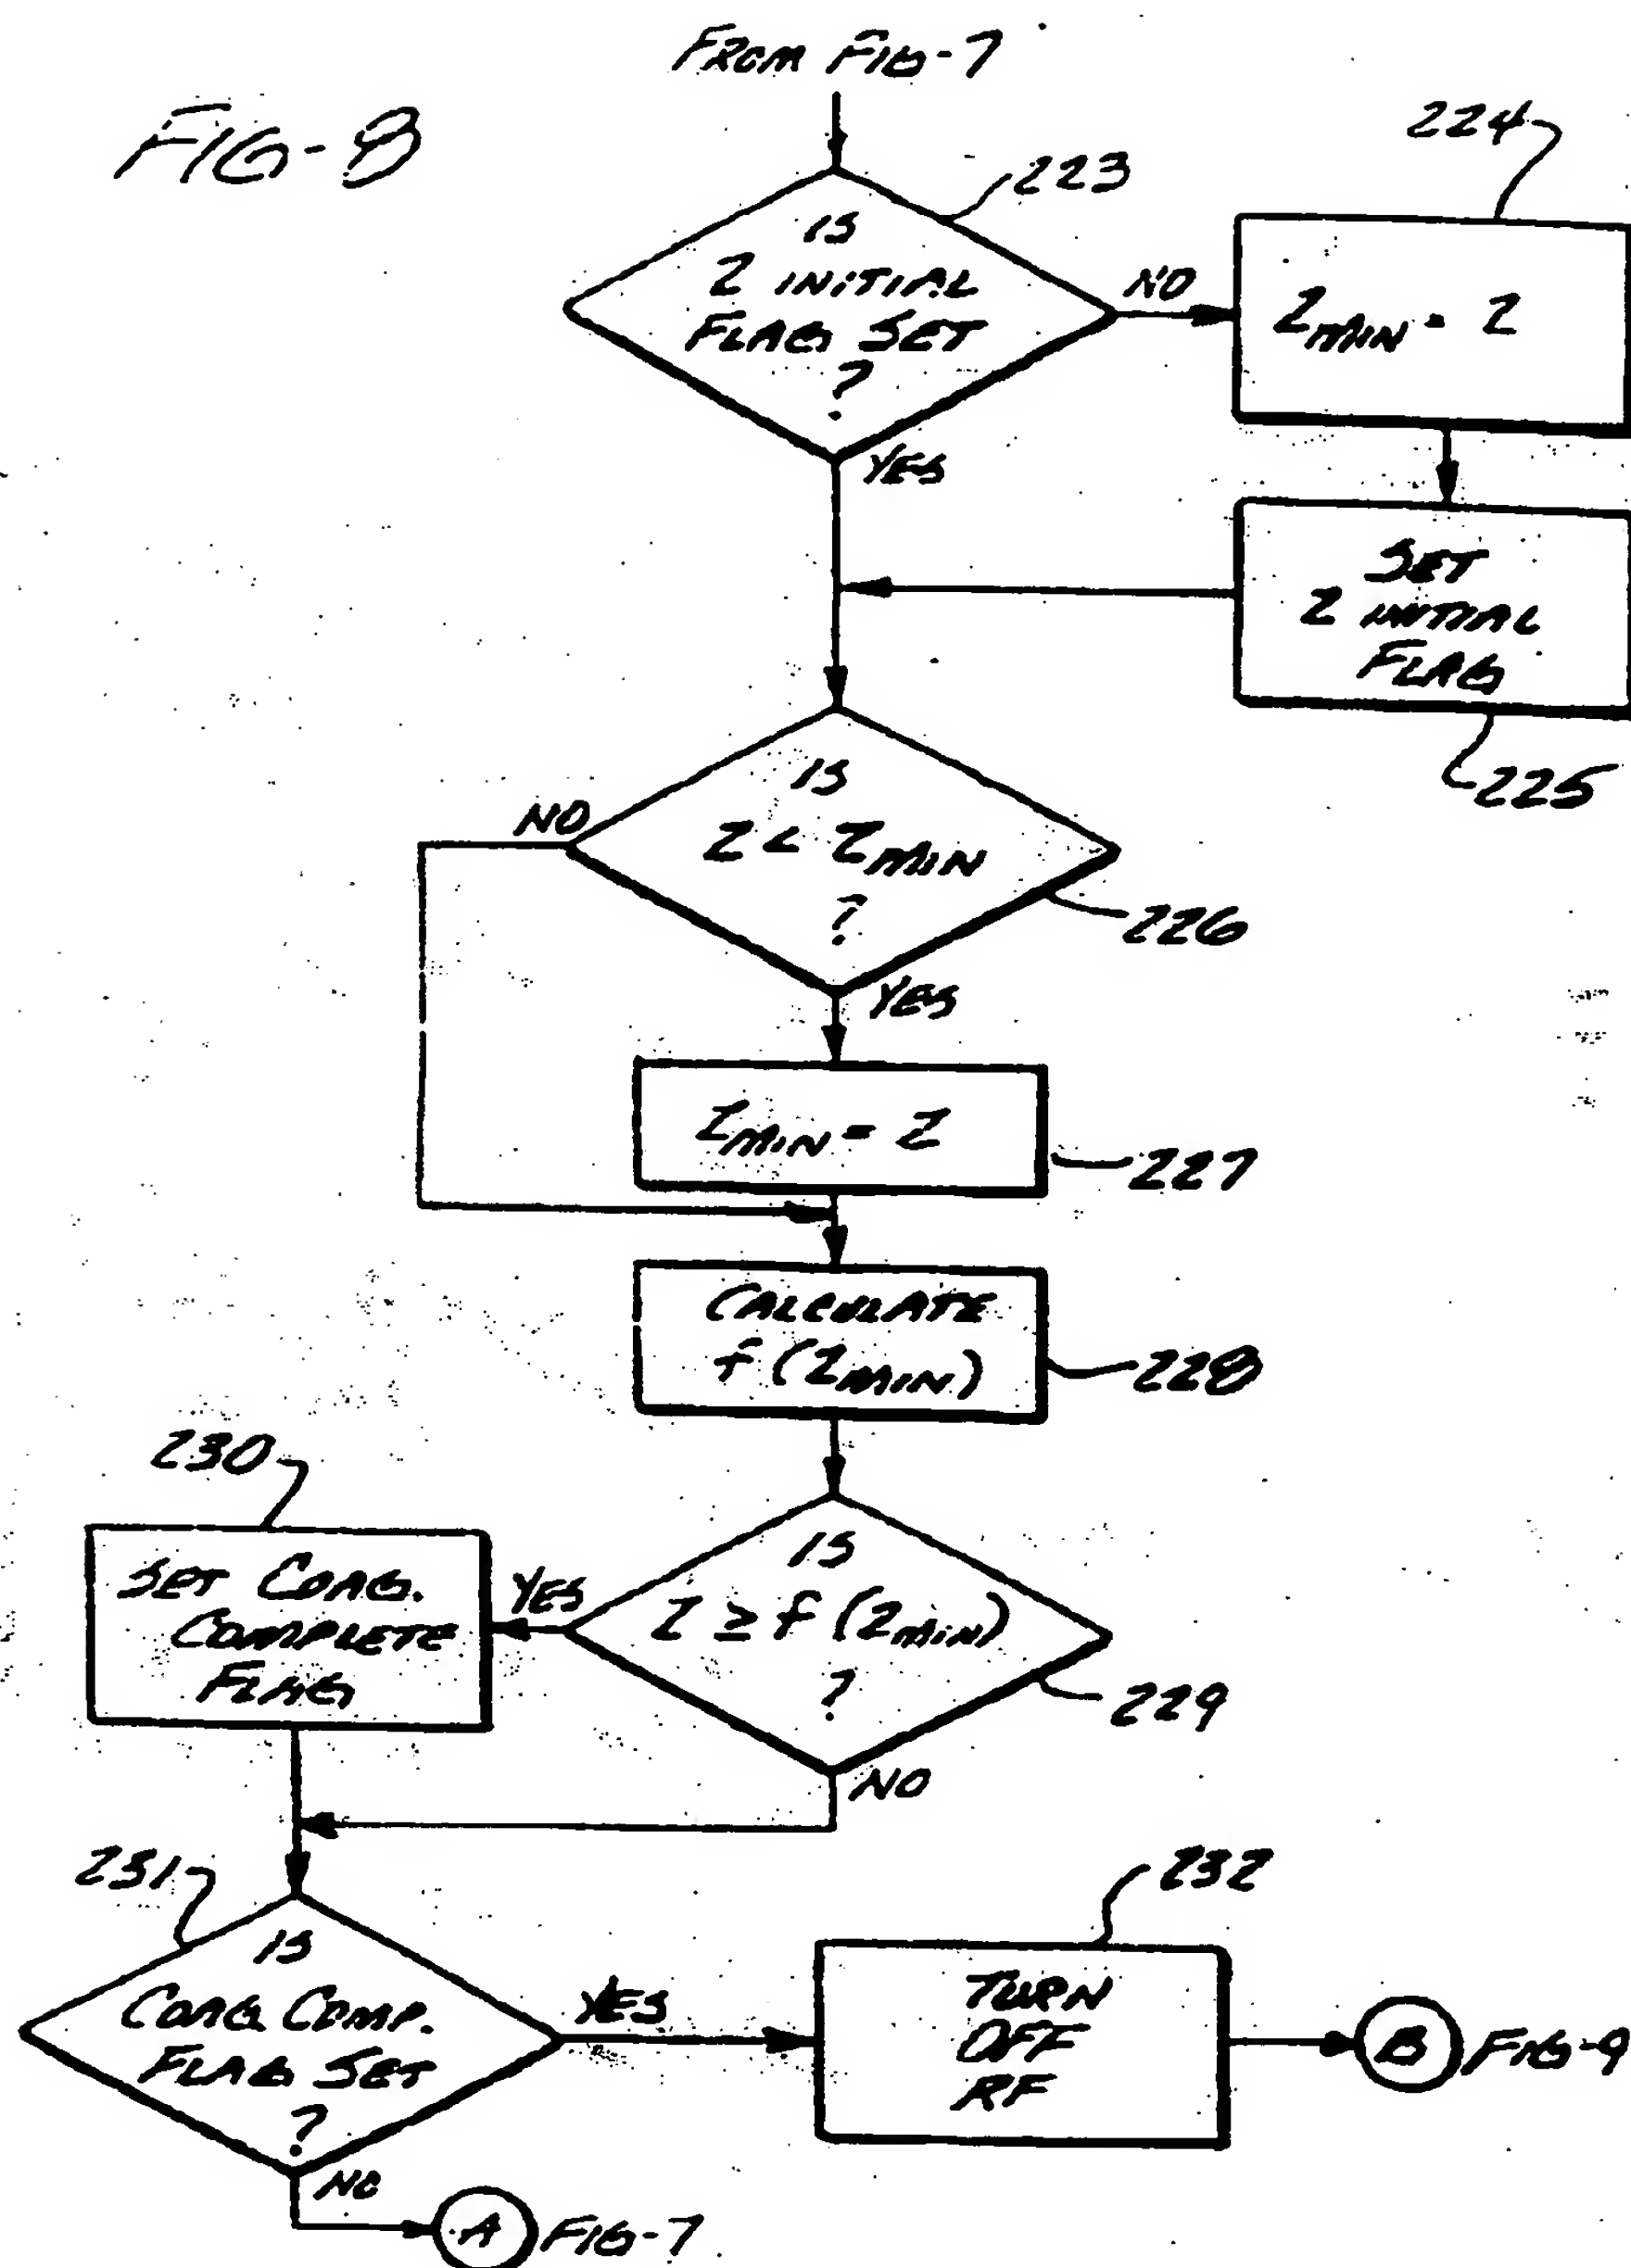 FROM FIG-7
FIG-8
223
224
IS
Z INITIAL
FLAG SET
?
NO
YES
ZMIN = Z
SET
Z INITIAL
FLAG
225
IS
Z < ZMIN
?
NO
YES
226
ZMIN = Z
227
CALCULATE
f (ZMIN)
228
230
SET COAG.
COMPLETE
FLAG
YES
IS
Z ≥ f (ZMIN)
?
229
NO
231
IS
COAG COMP.
FLAG SET
?
YES
232
TURN
OFF
RF
B FIG-9
NO
A FIG-7